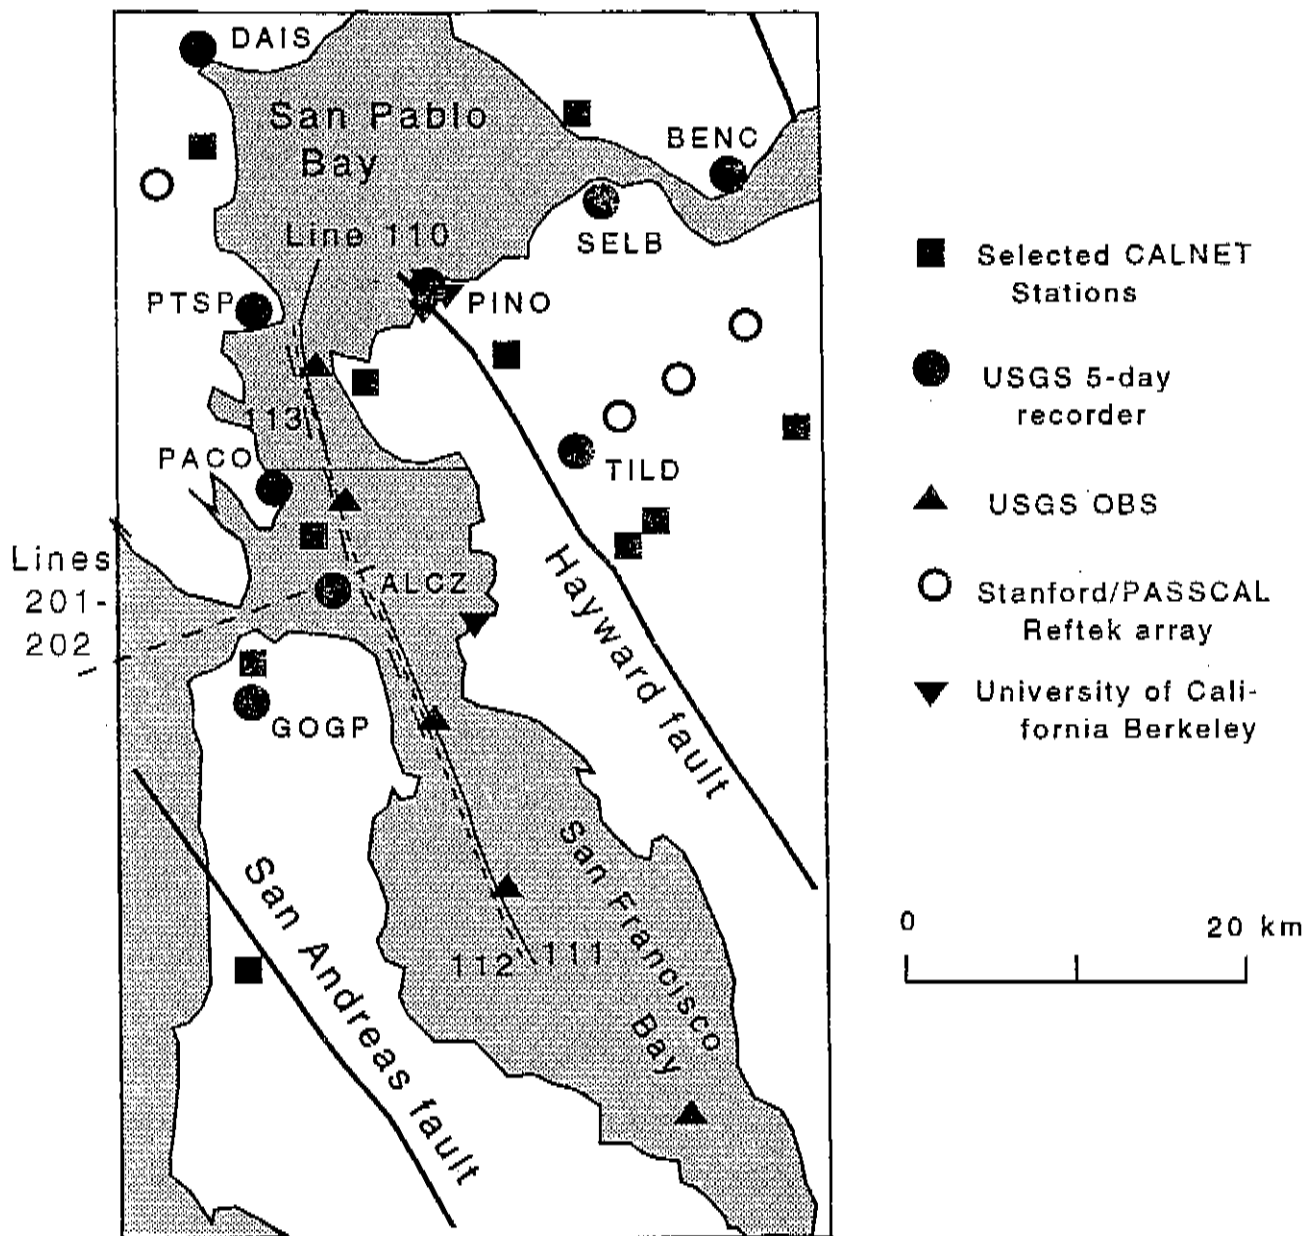 DAIS
San Pablo
Bay
BENC
Line 110
SELB
PTSP
PINO
113
PACO
TILD
Lines
201-
202
ALCZ
Hayward fault
GOGP
San Francisco
Bay
San Andreas fault
112
111
Selected CALNET
Stations
USGS 5-day
recorder
USGS OBS
Stanford/PASSCAL
Reftek array
University of Cali-
fornia Berkeley
0
20 km